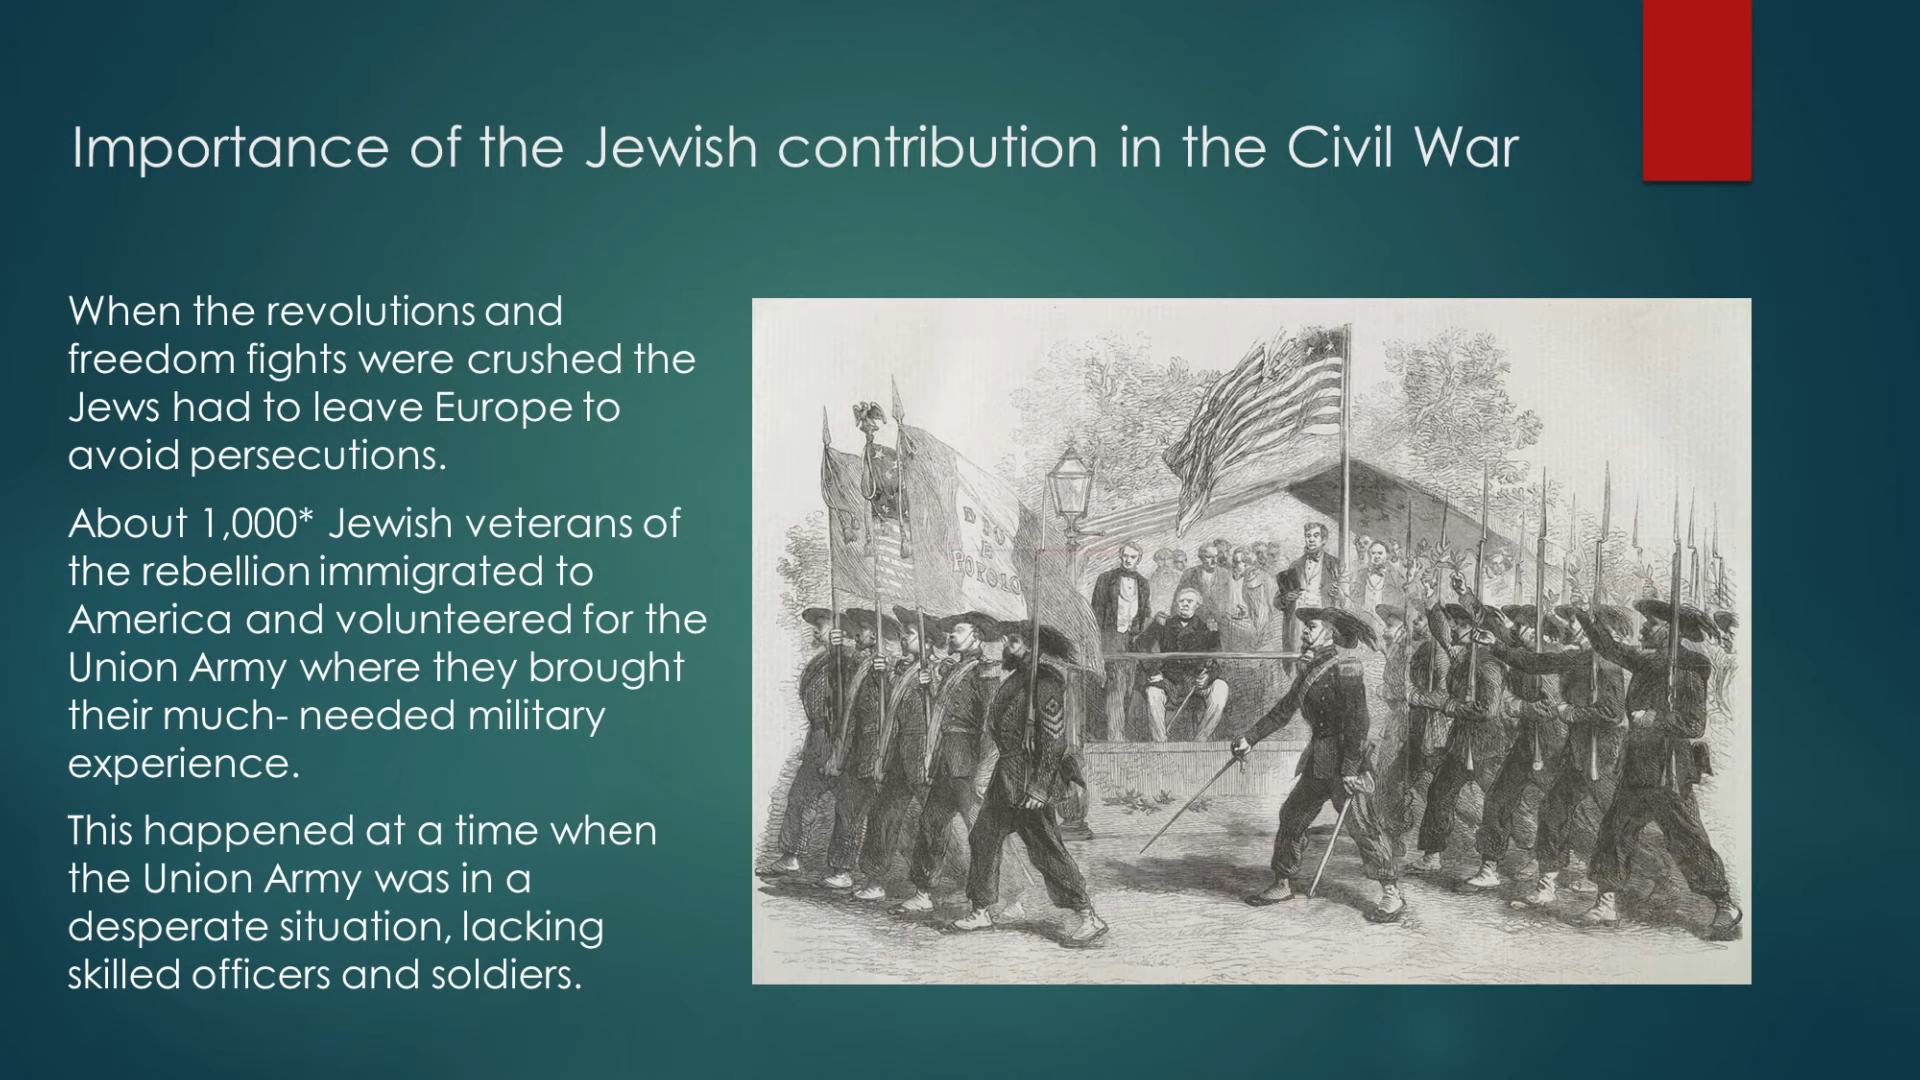 Importance of the Jewish contribution in the Civil War
When the revolutions and
freedom fights were crushed the
Jews had to leave Europe to
avoid persecutions.
About 1,000* Jewish veterans of
the rebellion immigrated to
America and volunteered for the
Union Army where they brought
their much- needed military
experience.
This happened at a time when
the Union Army was in a
desperate situation, lacking
skilled officers and soldiers.
POPOLO